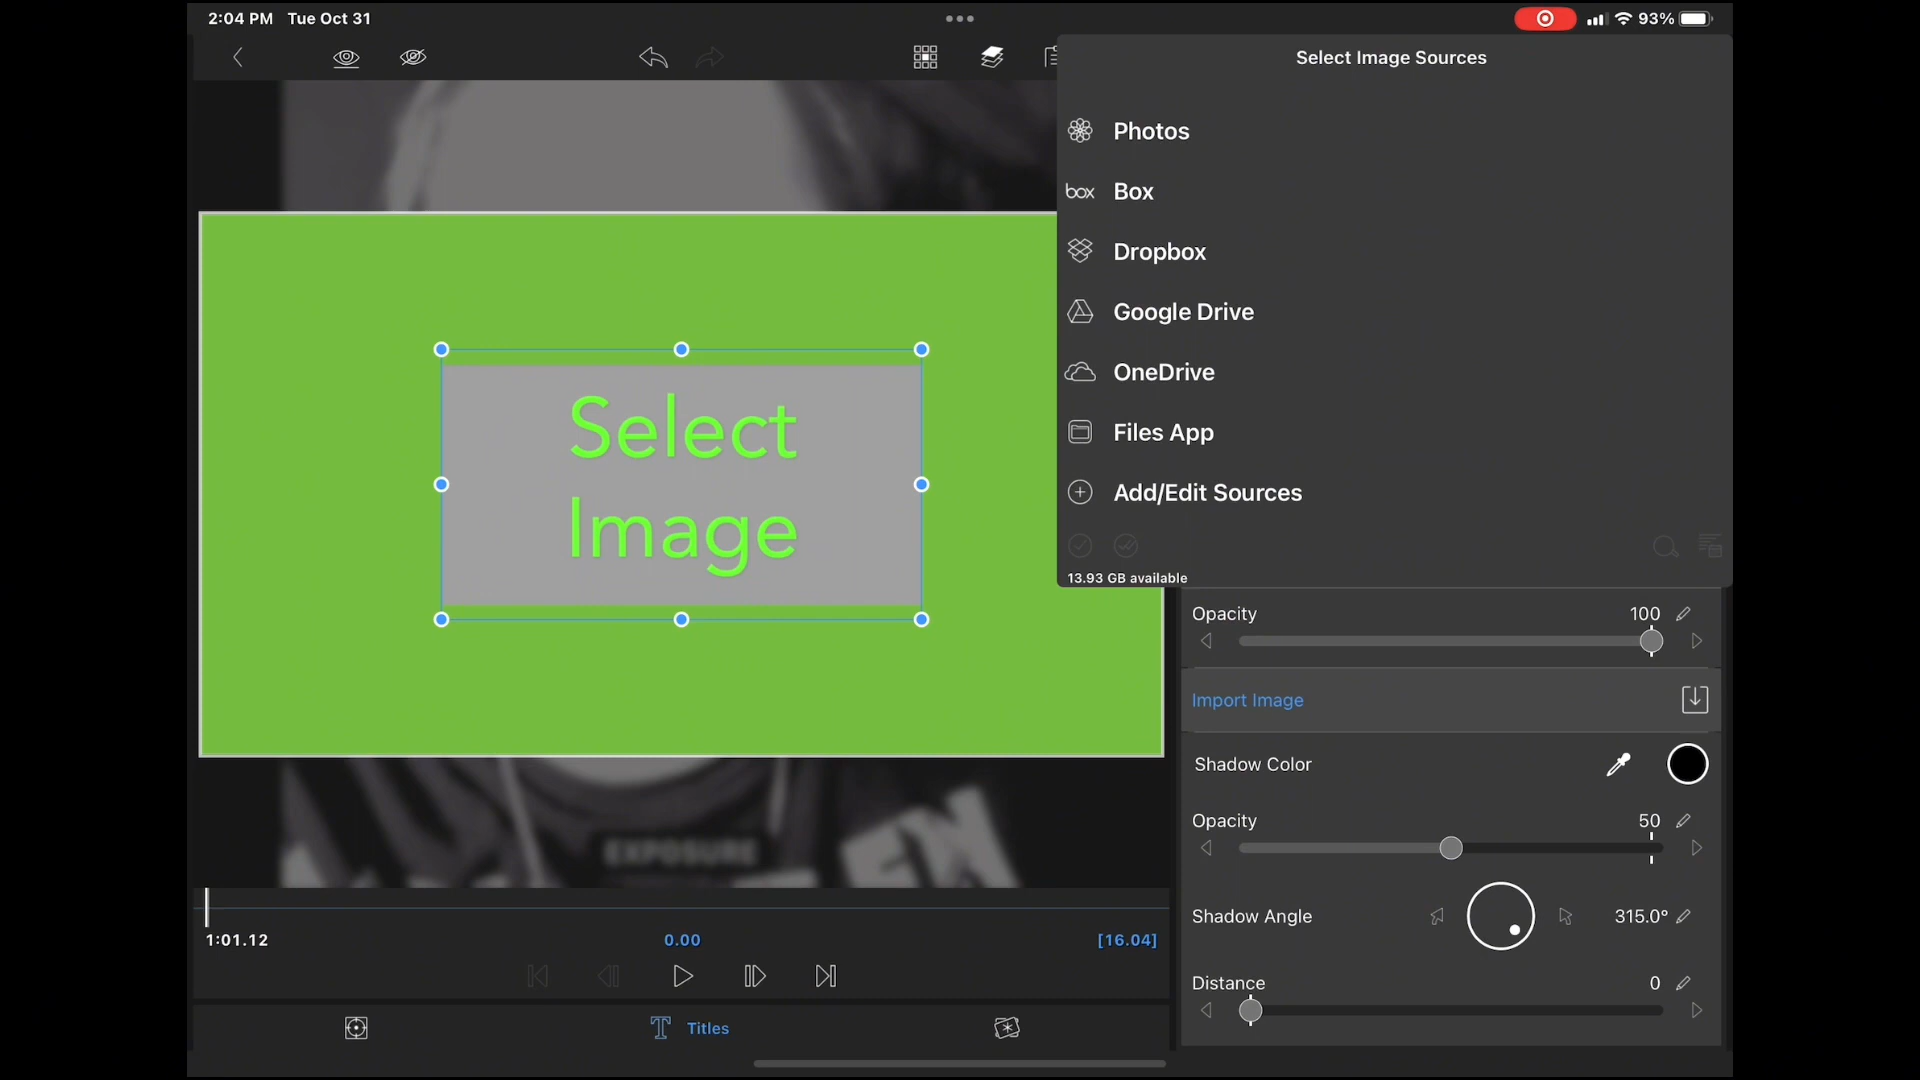 2:04 PM Tue Oct 31
93%
Select Image Sources
Photos
box Box
Dropbox
Google Drive
OneDrive
Files App
Add/Edit Sources
13.93 GB available
Select
Image
Opacity 100
Import Image
Shadow Color
Opacity 50
Shadow Angle 315.0°
Distance 0
EXPOSURE
1:01.12 0.00 [16.04]
Titles